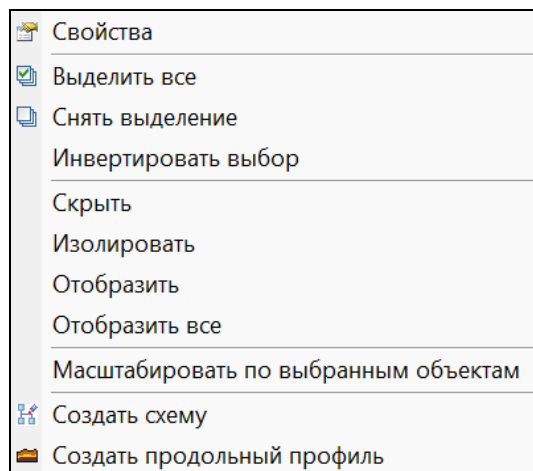 Свойства
Выделить все
Снять выделение
Инвертировать выбор
Скрыть
Изолировать
Отобразить
Отобразить все
Масштабировать по выбранным объектам
Создать схему
Создать продольный профиль